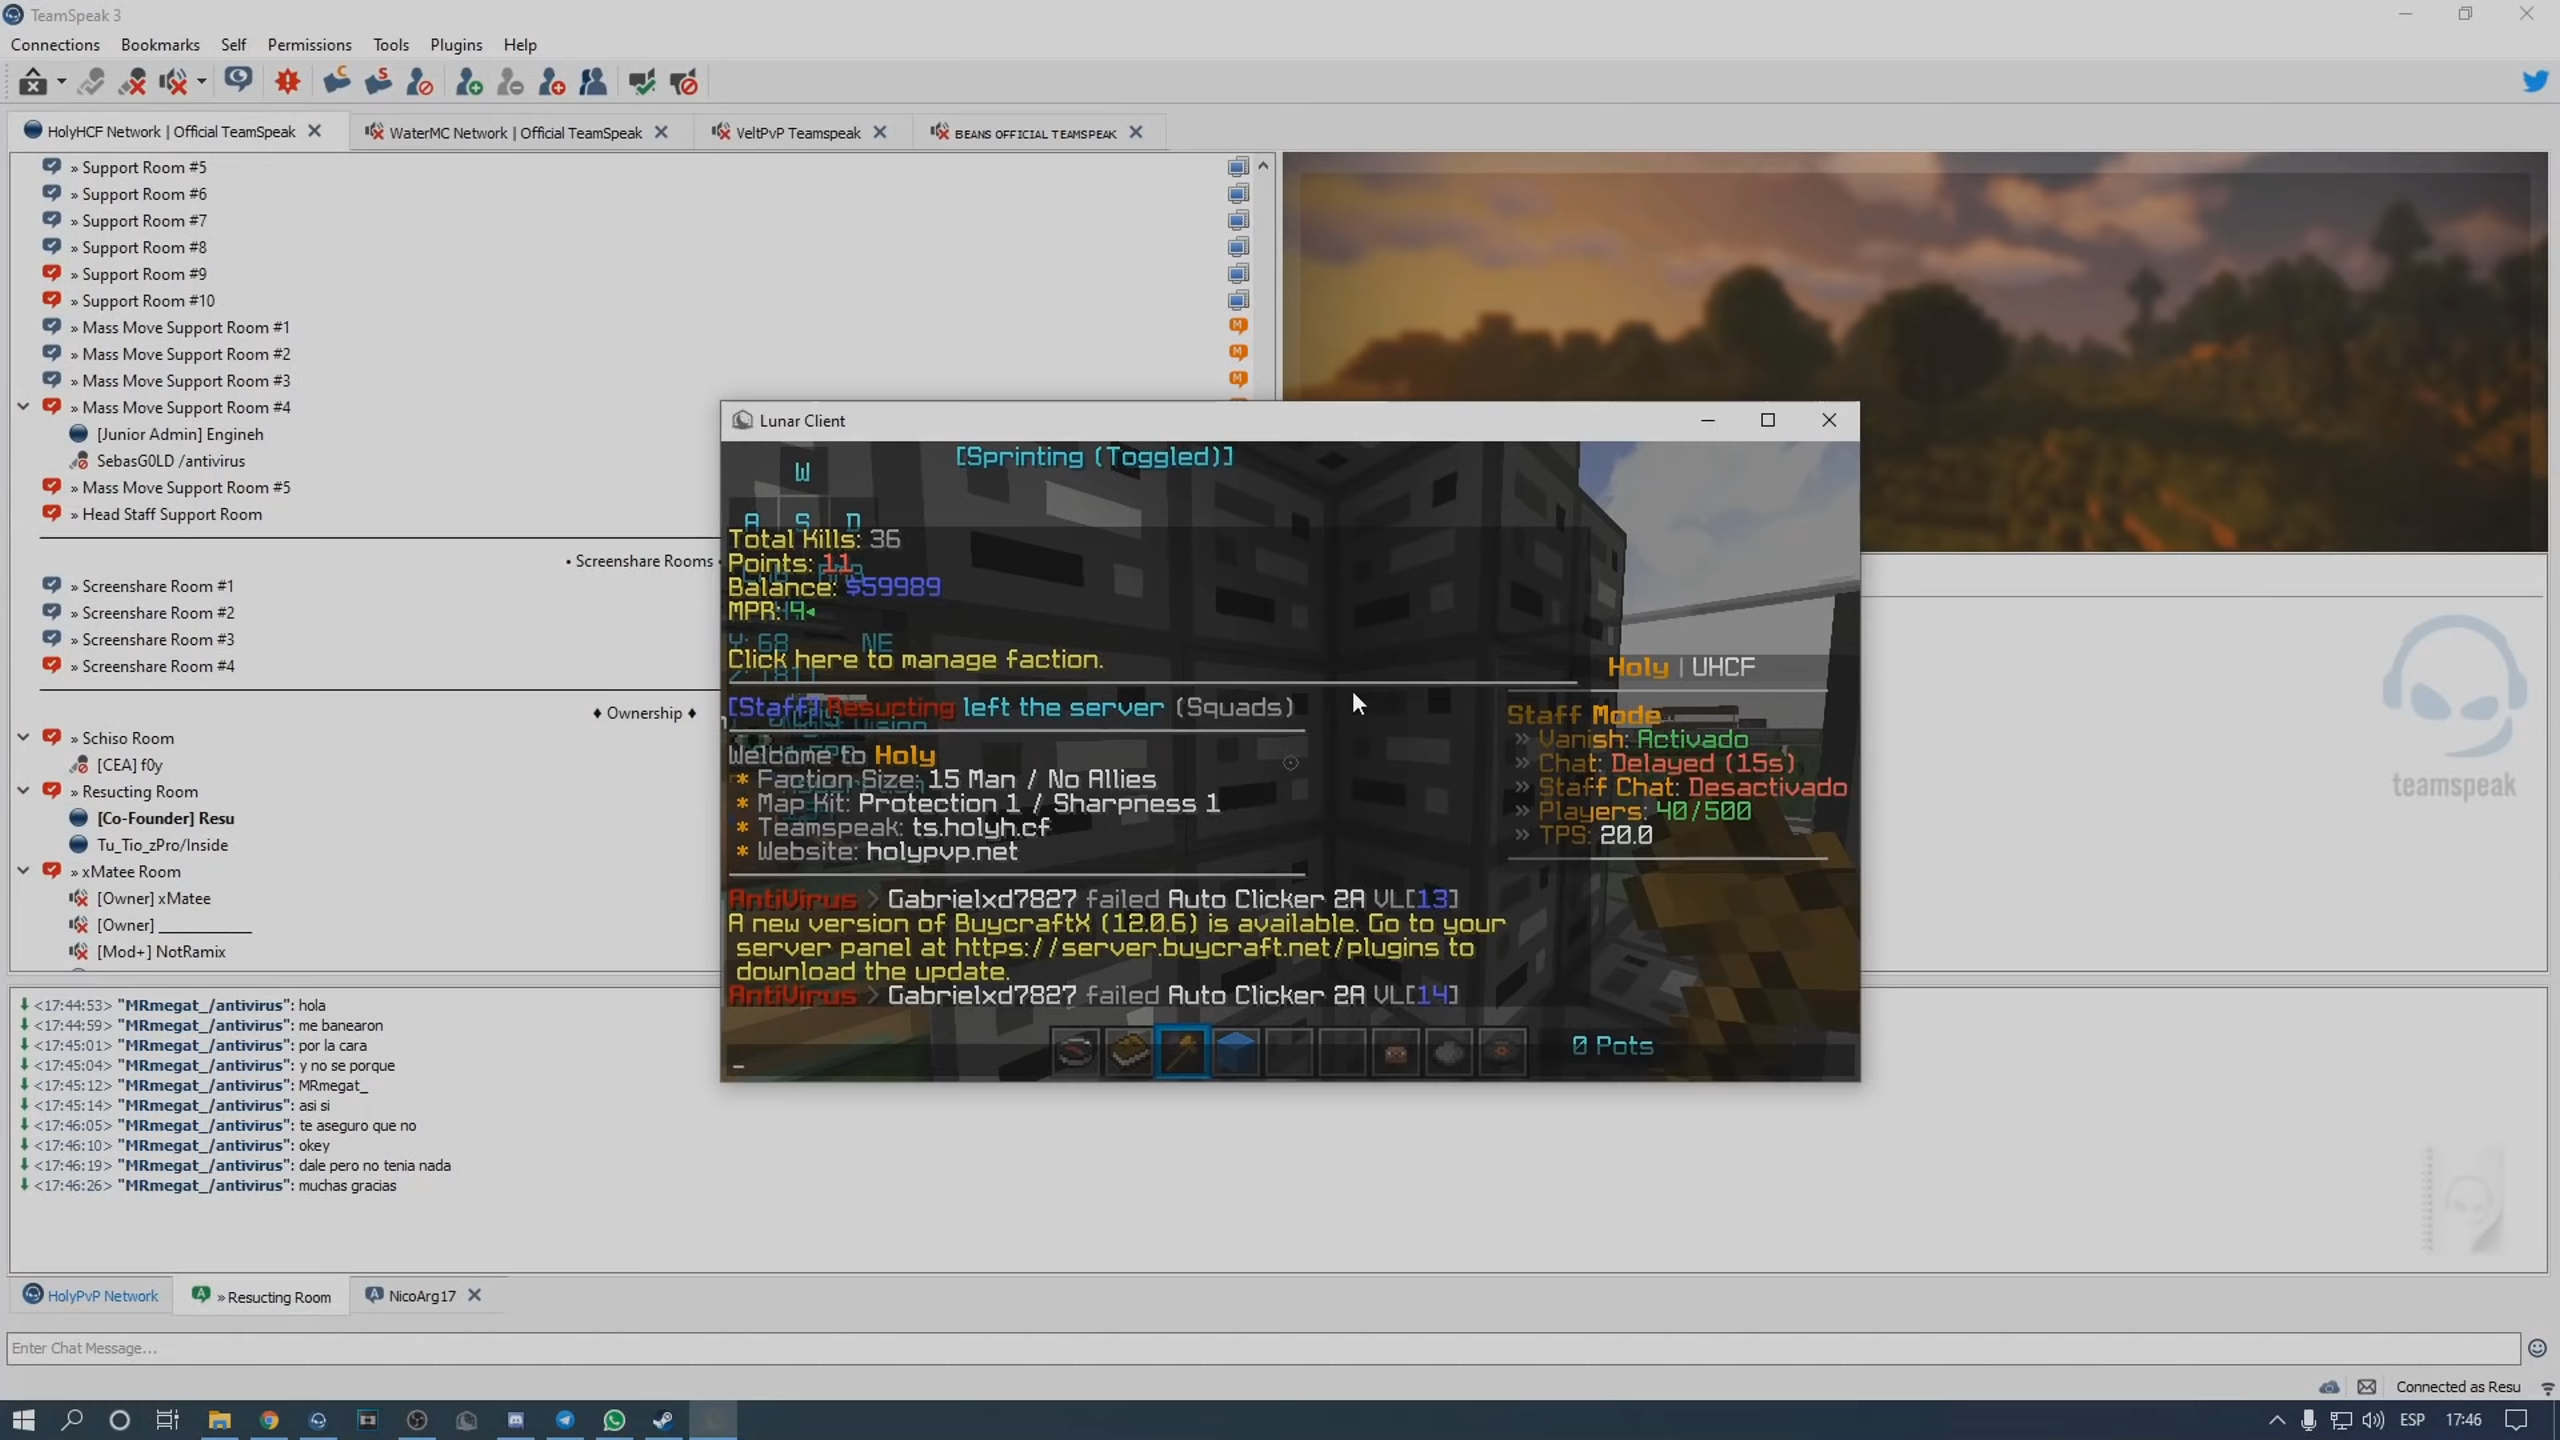 TeamSpeak 3
Connections Bookmarks Self Permissions Tools Plugins Help
HolyHCF Network | Official TeamSpeak
WaterMC Network | Official TeamSpeak
VeltPvP Teamspeak
BEANS OFFICIAL TEAMSPEAK
» Support Room #5
» Support Room #6
» Support Room #7
» Support Room #8
» Support Room #9
» Support Room #10
» Mass Move Support Room #1
» Mass Move Support Room #2
» Mass Move Support Room #3
» Mass Move Support Room #4
[Junior Admin] Engineh
SebasG0LD /antivirus
» Mass Move Support Room #5
» Head Staff Support Room
• Screenshare Rooms •
» Screenshare Room #1
» Screenshare Room #2
» Screenshare Room #3
» Screenshare Room #4
♦ Ownership ♦
» Schiso Room
[CEA] f0y
» Resucting Room
[Co-Founder] Resu
Tu_Tio_zPro/Inside
» xMatee Room
[Owner] xMatee
[Owner] ____________
[Mod+] NotRamix
Lunar Client
[Sprinting (Toggled)]
W
A S D
Total Kills: 36
Points: 11
Balance: $59989
MPR:
Y: 68 NE
Click here to manage faction.
[Staff] Resucting left the server (Squads)
Welcome to Holy
* Faction Size: 15 Man / No Allies
* Map Kit: Protection 1 / Sharpness 1
* Teamspeak: ts.holyh.cf
* Website: holypvp.net
AntiVirus > Gabrielxd7827 failed Auto Clicker 2A VL[13]
A new version of BuycraftX (12.0.6) is available. Go to your
server panel at https://server.buycraft.net/plugins to
download the update.
AntiVirus > Gabrielxd7827 failed Auto Clicker 2A VL[14]
Holy | UHCF
Staff Mode
» Vanish: Activado
» Chat: Delayed (15s)
» Staff Chat: Desactivado
» Players: 40/500
» TPS: 20.0
0 Pots
teamspeak
<17:44:53> "MRmegat_/antivirus": hola
<17:44:59> "MRmegat_/antivirus": me banearon
<17:45:01> "MRmegat_/antivirus": por la cara
<17:45:04> "MRmegat_/antivirus": y no se porque
<17:45:12> "MRmegat_/antivirus": MRmegat_
<17:45:14> "MRmegat_/antivirus": asi si
<17:46:05> "MRmegat_/antivirus": te aseguro que no
<17:46:10> "MRmegat_/antivirus": okey
<17:46:19> "MRmegat_/antivirus": dale pero no tenia nada
<17:46:26> "MRmegat_/antivirus": muchas gracias
HolyPvP Network
» Resucting Room
NicoArg17
Enter Chat Message...
Connected as Resu
ESP 17:46